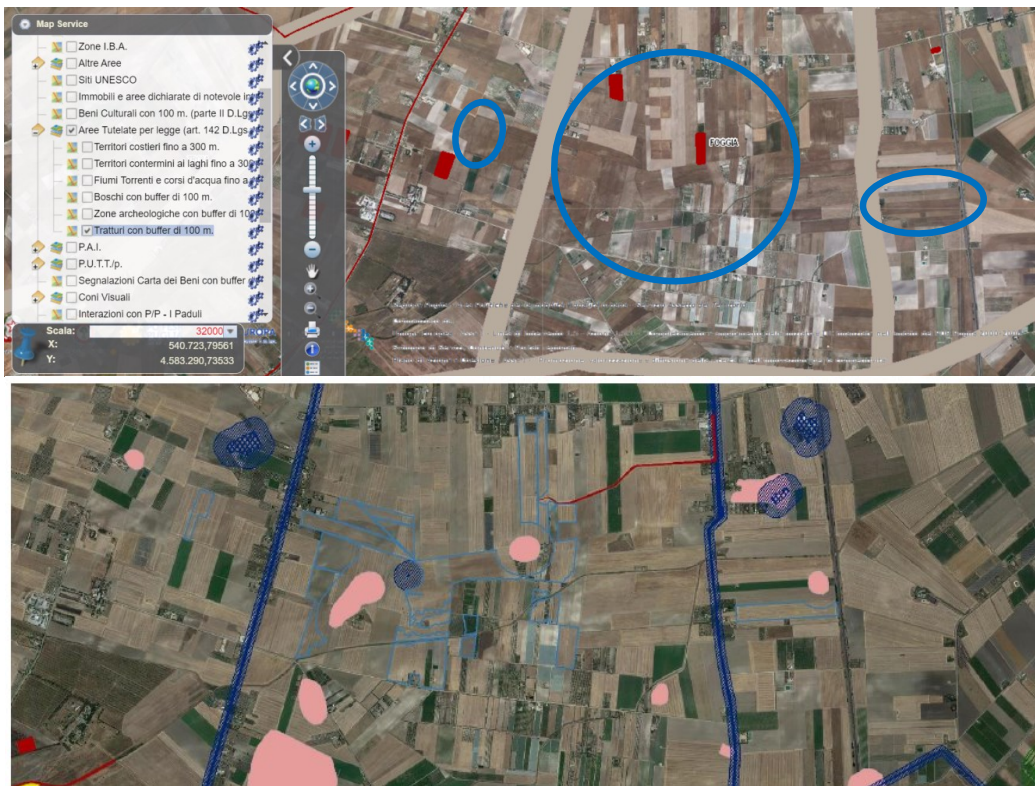 Map Service
Zone I.B.A.
Altre Aree
Siti UNESCO
Immobili e aree dichiarate di notevole in
Beni Culturali con 100 m. (parte II D.Lgs
Aree Tutelate per legge (art. 142 D.Lgs.
Territori costieri fino a 300 m.
Territori contermini ai laghi fino a 300
Fiumi Torrenti e corsi d'acqua fino a
Boschi con buffer di 100 m.
Zone archeologiche con buffer di 100
Tratturi con buffer di 100 m.
P.A.I.
P.U.T.T./p.
Segnalazioni Carta dei Beni con buffer
Coni Visuali
Interazioni con P/P - I Paduli
Scala: 32000
X: 540.723,79561
Y: 4.583.290,73533
FOGGIA